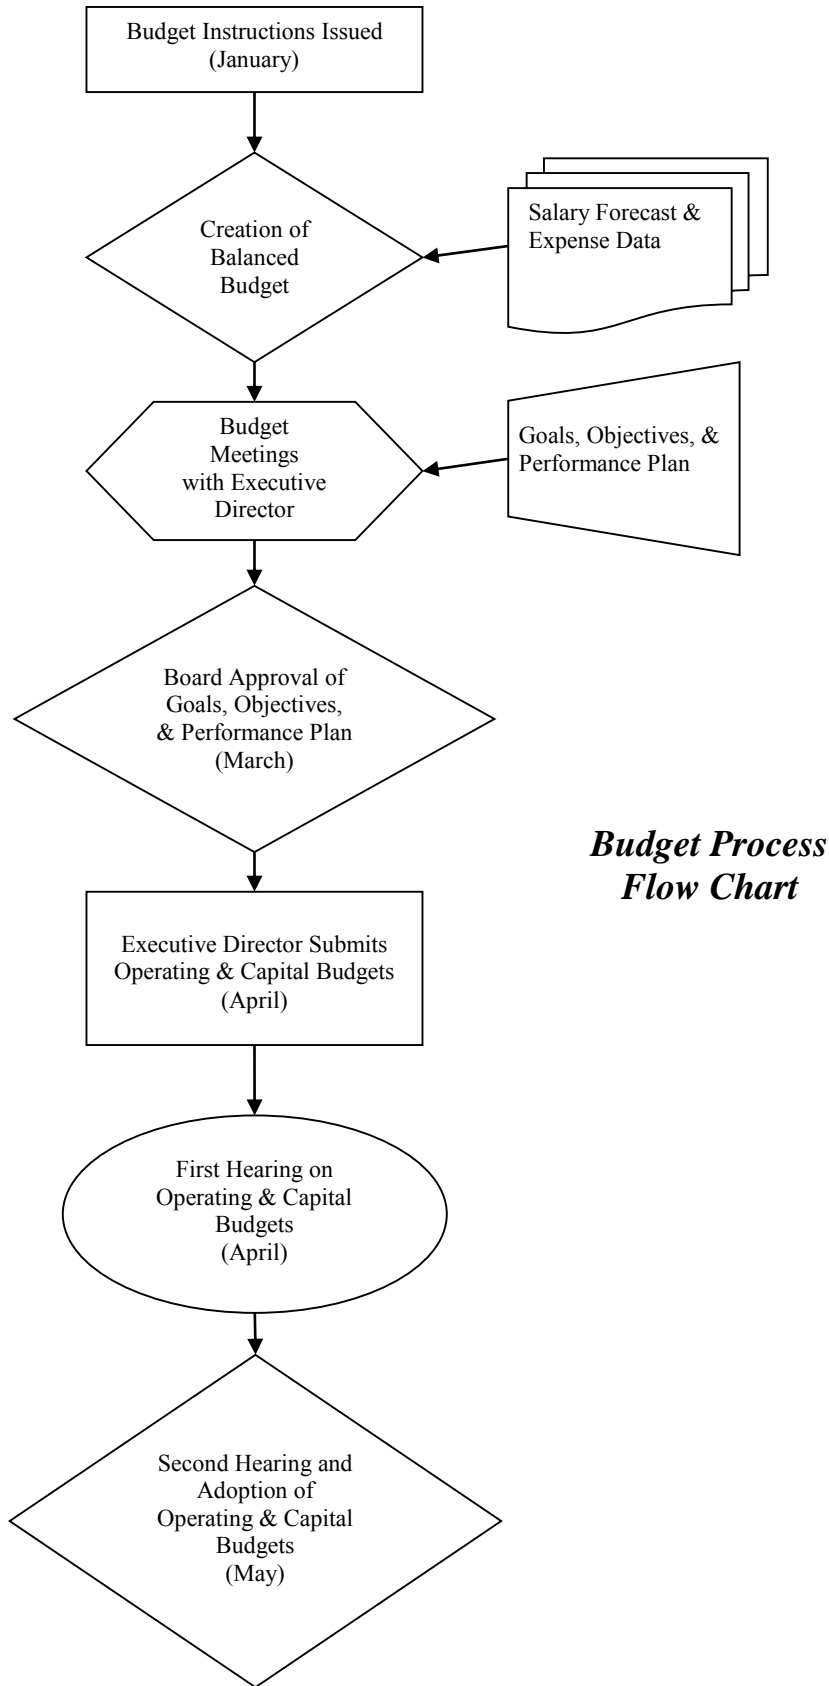 Budget Instructions Issued
(January)
Creation of
Balanced
Budget
Salary Forecast &
Expense Data
Budget
Meetings
with Executive
Director
Goals, Objectives, &
Performance Plan
Board Approval of
Goals, Objectives,
& Performance Plan
(March)
Budget Process
Flow Chart
Executive Director Submits
Operating & Capital Budgets
(April)
First Hearing on
Operating & Capital
Budgets
(April)
Second Hearing and
Adoption of
Operating & Capital
Budgets
(May)